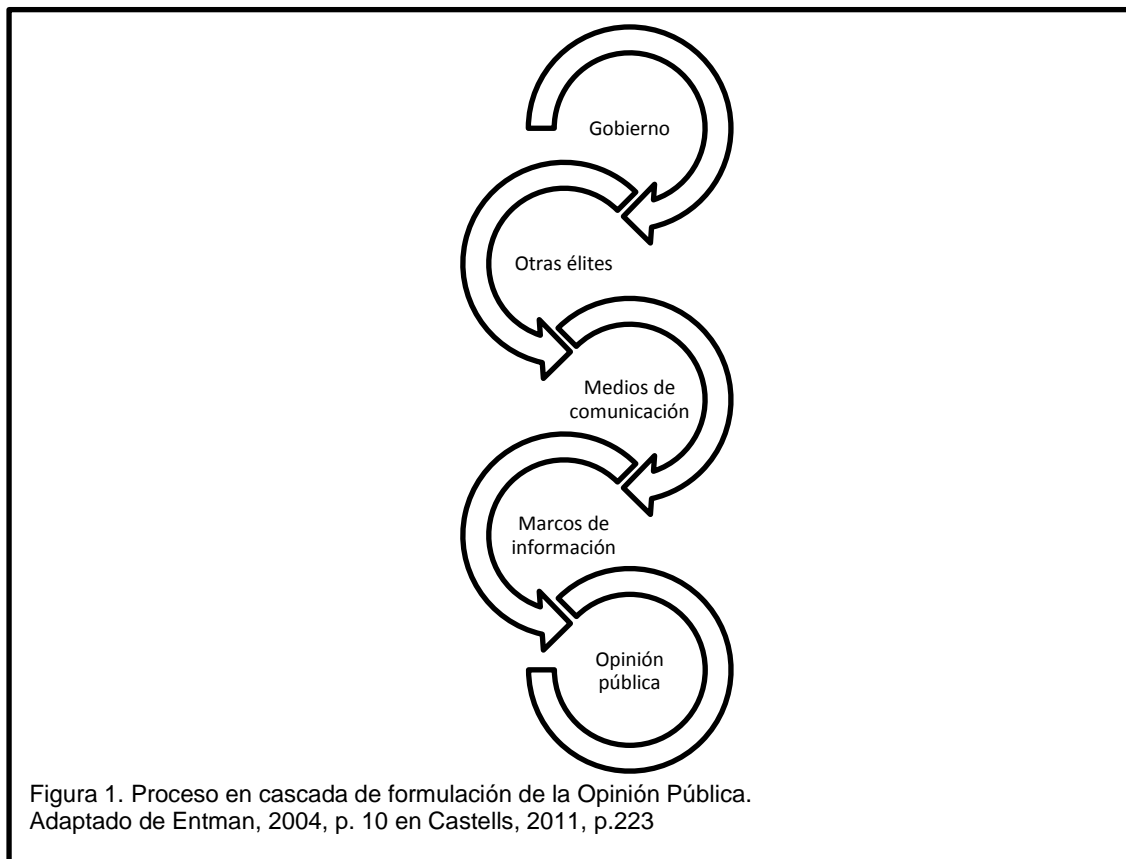 Gobierno
Otras élites
Medios de
comunicación
Marcos de
información
Opinión
pública
Figura 1. Proceso en cascada de formulación de la Opinión Pública.
Adaptado de Entman, 2004, p. 10 en Castells, 2011, p.223